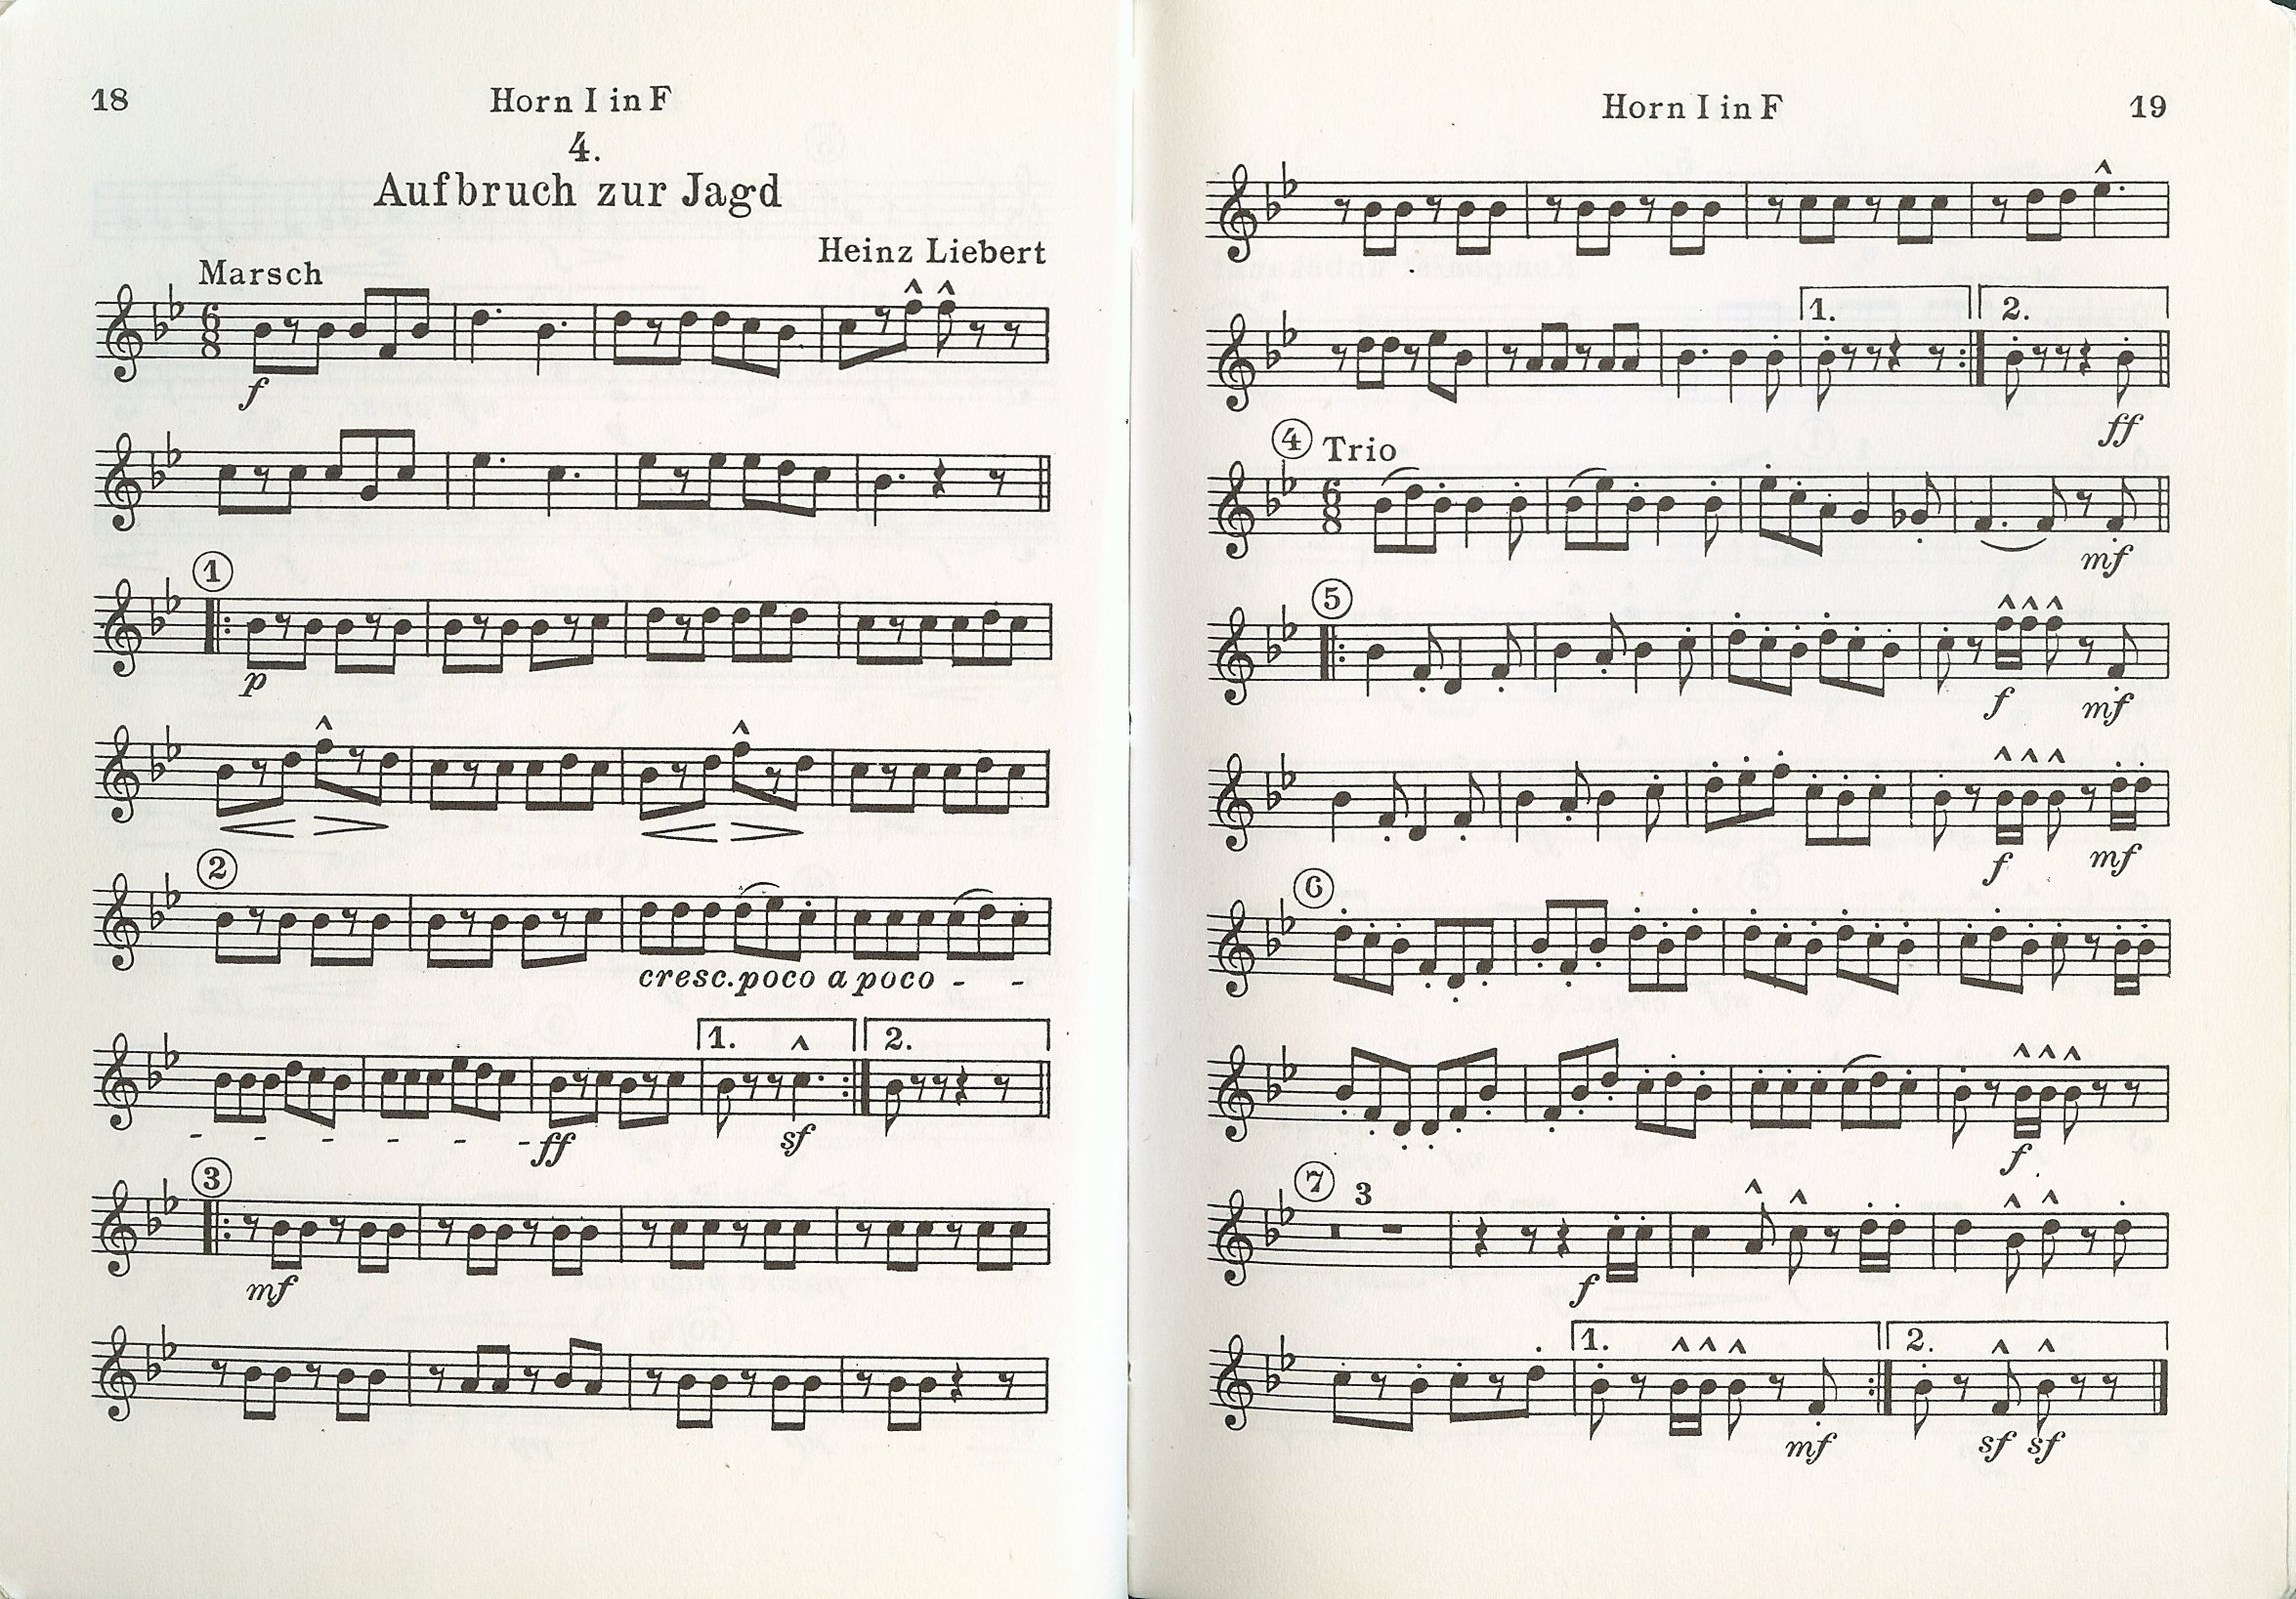 18
Horn I in F
4.
Aufbruch zur Jagd
Heinz Liebert
Marsch
6
8
f
1
p
2
cresc. poco a poco - -
1. 2.
- - - - - - ff sf
3
mf
Horn I in F
19
1. 2.
ff
4 Trio
6
8
mf
5
f mf
f mf
6
f
7 3
f
1. 2.
mf sf sf